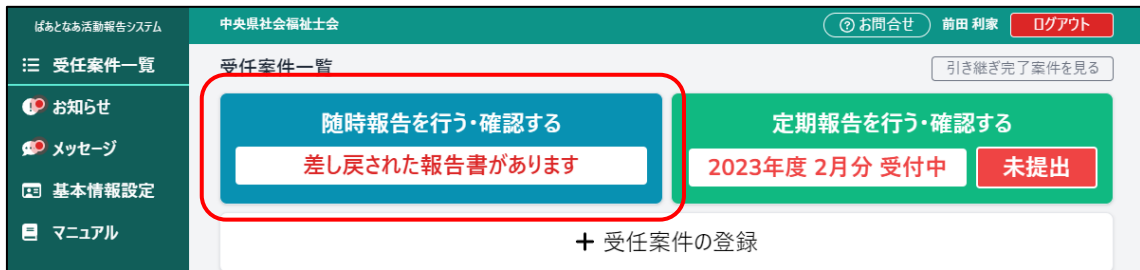 ぱあとなあ活動報告システム
中央県社会福祉士会
お問合せ
前田 利家
ログアウト
受任案件一覧
お知らせ
メッセージ
基本情報設定
マニュアル
受任案件一覧
引き継ぎ完了案件を見る
随時報告を行う・確認する
差し戻された報告書があります
定期報告を行う・確認する
2023年度 2月分 受付中
未提出
+ 受任案件の登録